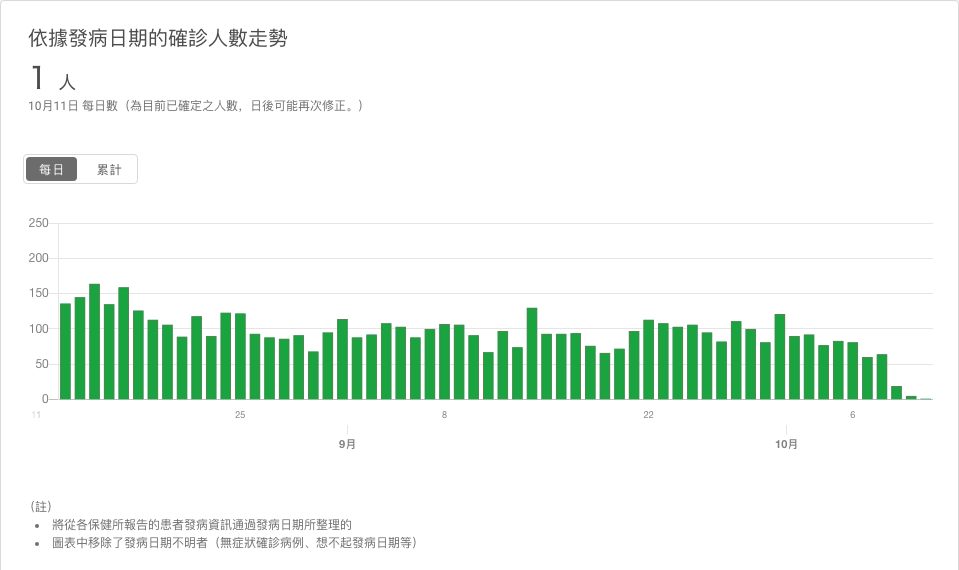 依據發病日期的確診人數走勢
1 人
10月11日 每日數（為目前已確定之人數，日後可能再次修正。）
每日 累計
250
200
150
100
50
0
11 25 8 22 6
9月 10月
（註）
• 將從各保健所報告的患者發病資訊通過發病日期所整理的
• 圖表中移除了發病日期不明者（無症狀確診病例、想不起發病日期等）